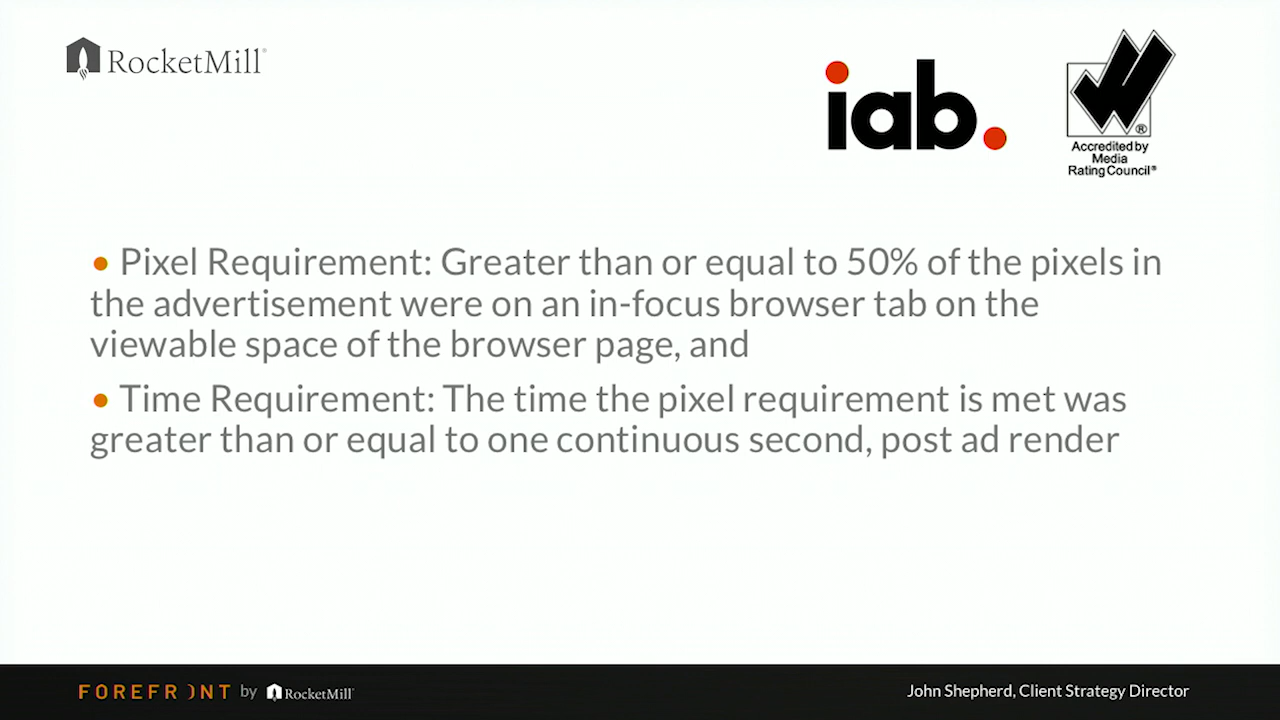 RocketMill®
iab.
®
Accredited by
Media
Rating Council®
• Pixel Requirement: Greater than or equal to 50% of the pixels in
the advertisement were on an in-focus browser tab on the
viewable space of the browser page, and
• Time Requirement: The time the pixel requirement is met was
greater than or equal to one continuous second, post ad render
FOREFRONT by RocketMill®
John Shepherd, Client Strategy Director